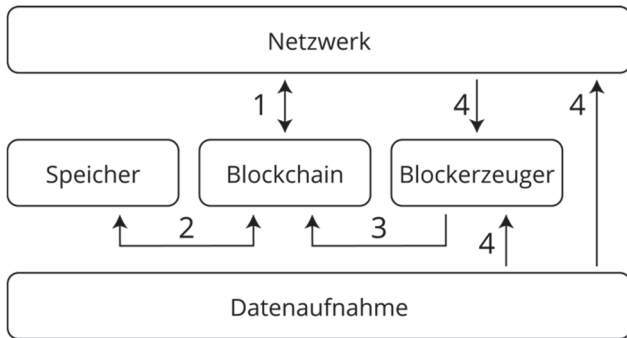 Netzwerk
1
4
4
Speicher
Blockchain
Blockerzeuger
2
3
4
Datenaufnahme